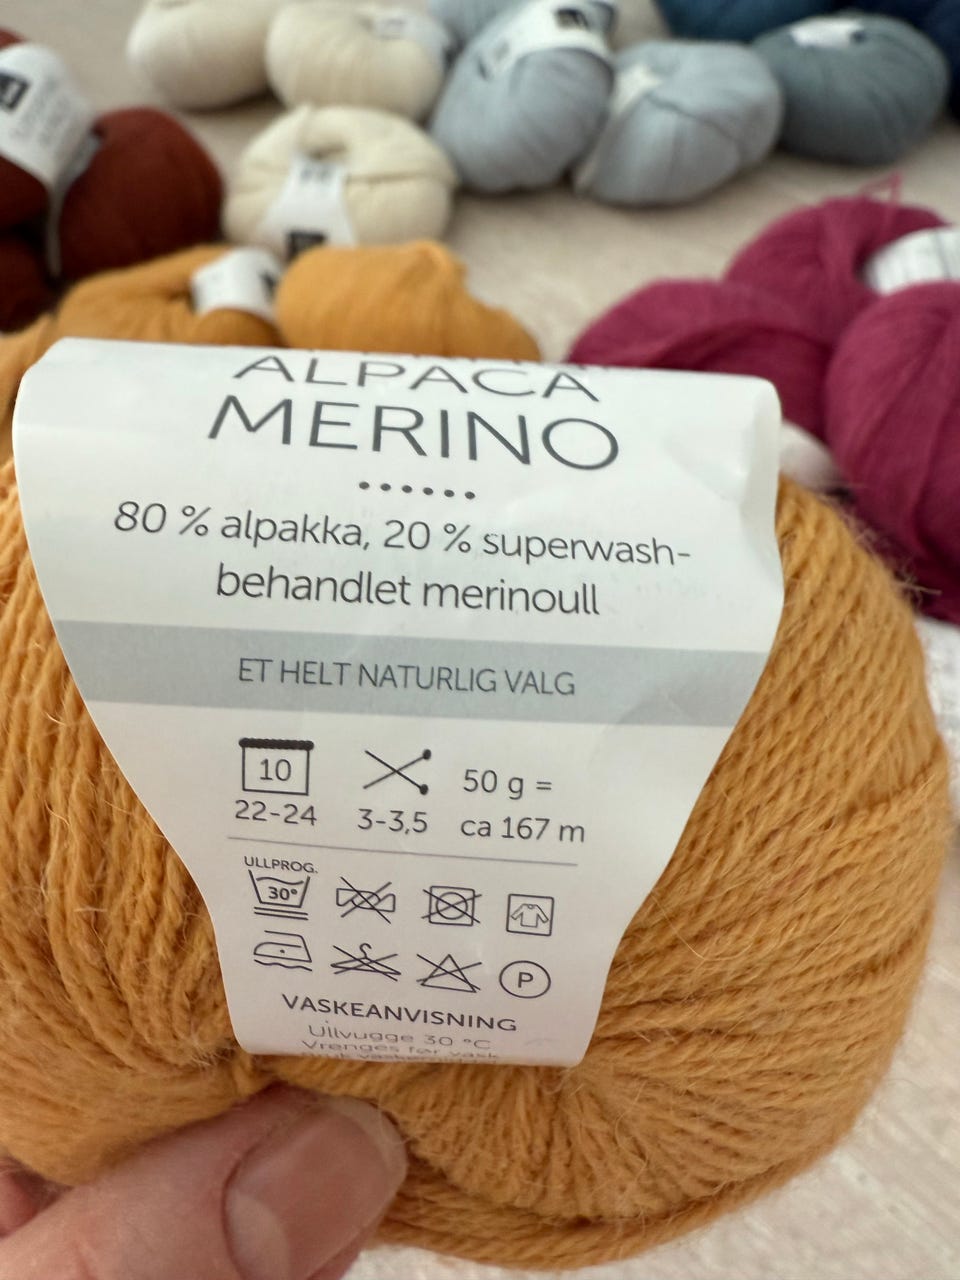 ALPACA
MERINO
80 % alpakka, 20 % superwash-
behandlet merinoull
ET HELT NATURLIG VALG
10
22-24
3-3,5
50 g =
ca 167 m
ULLPROG.
30°
P
VASKEANVISNING
Ullvugge 30 °C
Vrenges før vask